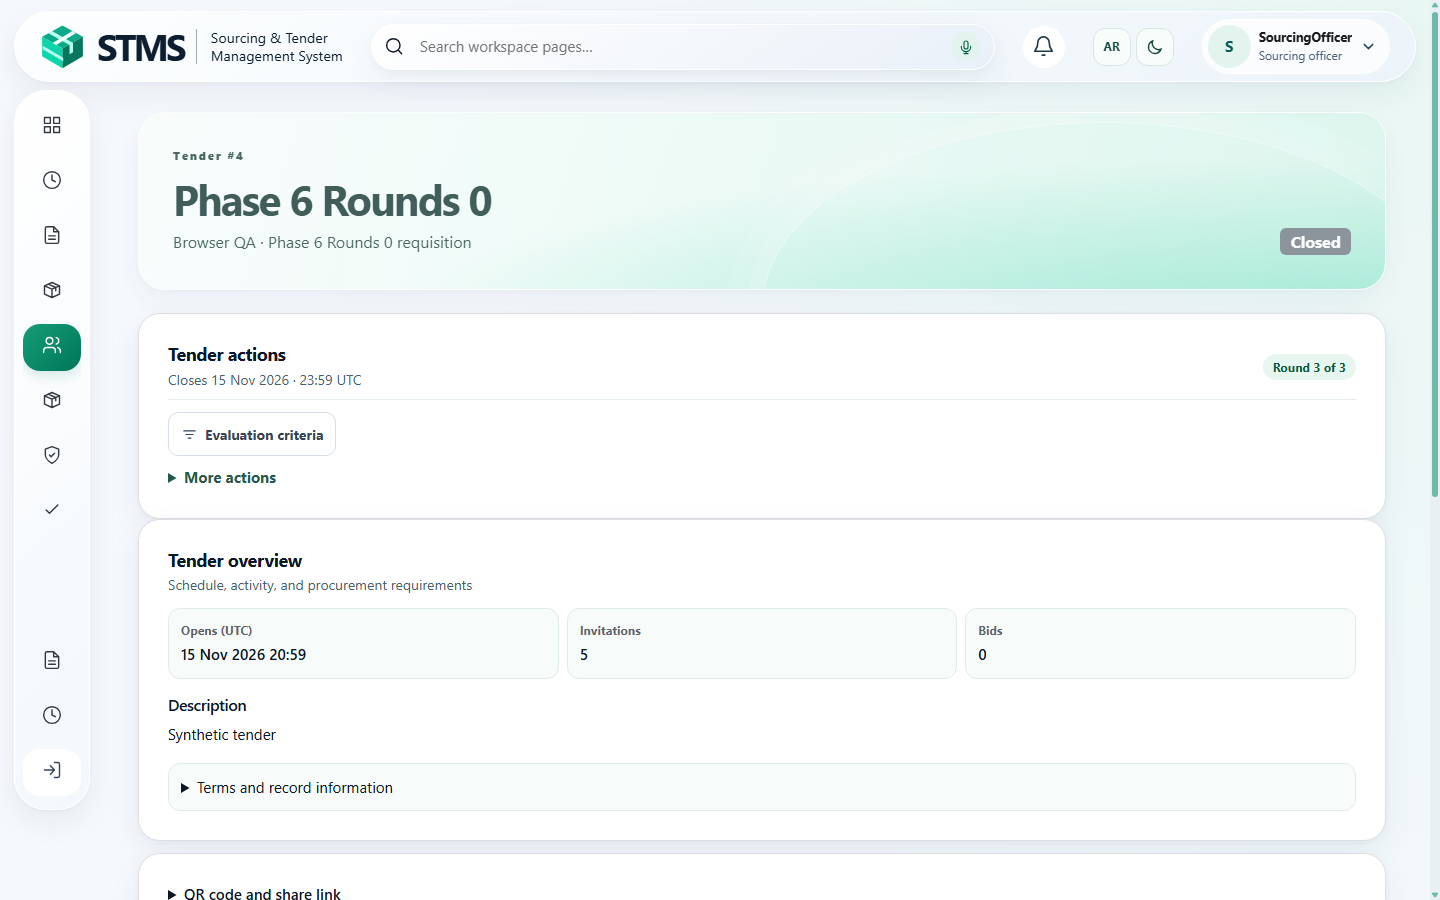 STMS
Sourcing & Tender
Management System
Search workspace pages...
AR
S
SourcingOfficer
Sourcing officer
Tender #4
Phase 6 Rounds 0
Browser QA · Phase 6 Rounds 0 requisition
Closed
Tender actions
Closes 15 Nov 2026 · 23:59 UTC
Round 3 of 3
Evaluation criteria
More actions
Tender overview
Schedule, activity, and procurement requirements
Opens (UTC)
15 Nov 2026 20:59
Invitations
5
Bids
0
Description
Synthetic tender
Terms and record information
QR code and share link